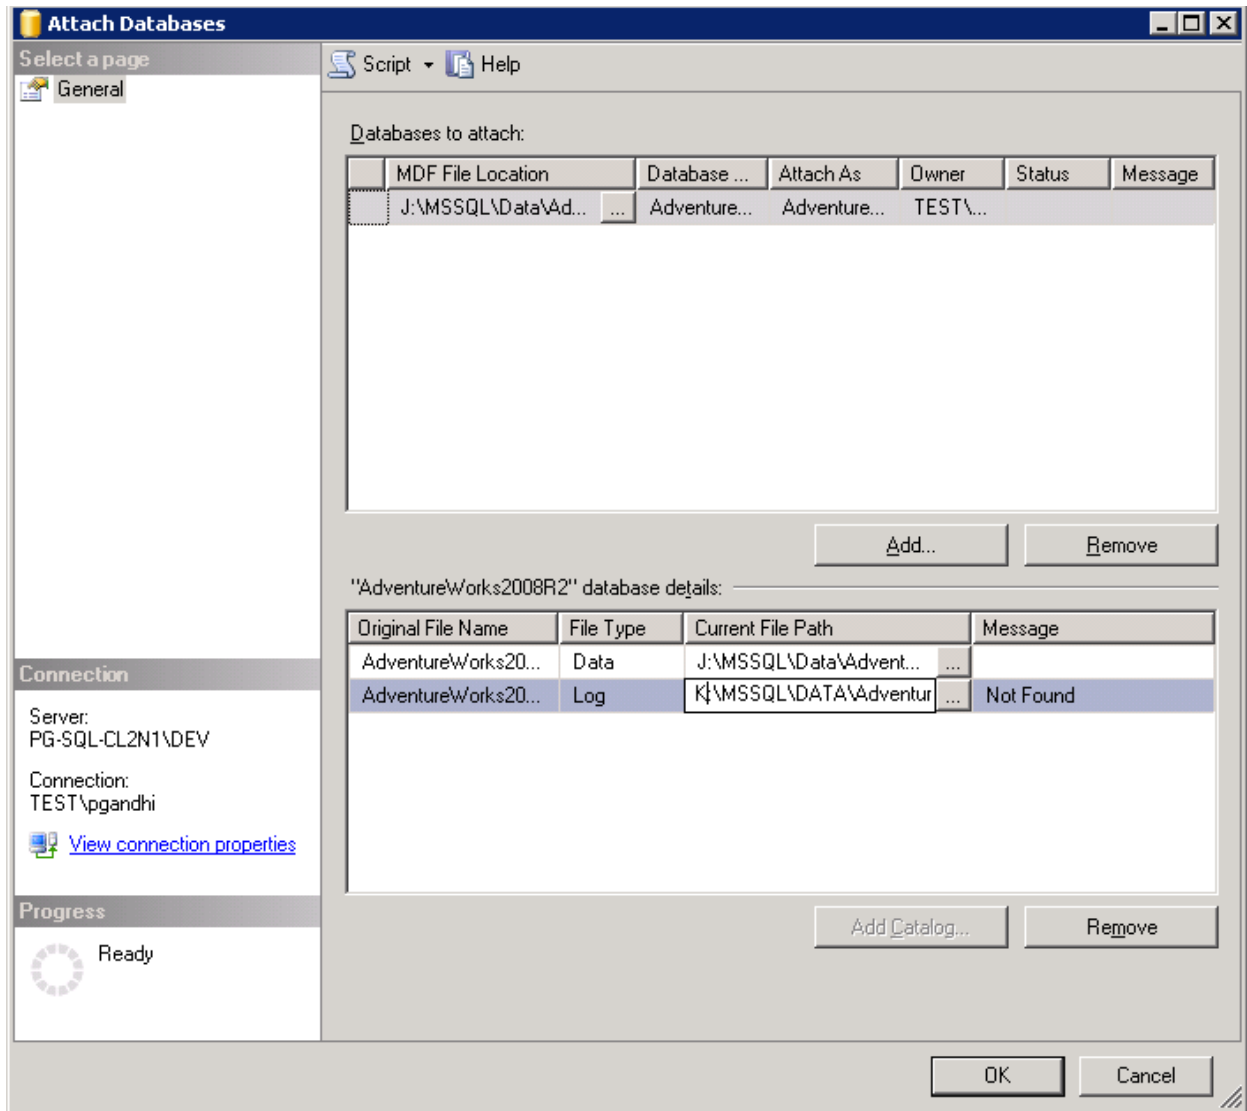 Attach Databases
Select a page
General
Script
Help
Databases to attach:
MDF File Location Database ... Attach As Owner Status Message
J:\MSSQL\Data\Ad... ... Adventure... Adventure... TEST\...
Add...
Remove
"AdventureWorks2008R2" database details:
Original File Name File Type Current File Path Message
AdventureWorks20... Data J:\MSSQL\Data\Advent... ...
AdventureWorks20... Log K:\MSSQL\DATA\Adventur ... Not Found
Connection
Server:
PG-SQL-CL2N1\DEV
Connection:
TEST\pgandhi
View connection properties
Progress
Ready
Add Catalog...
Remove
OK
Cancel